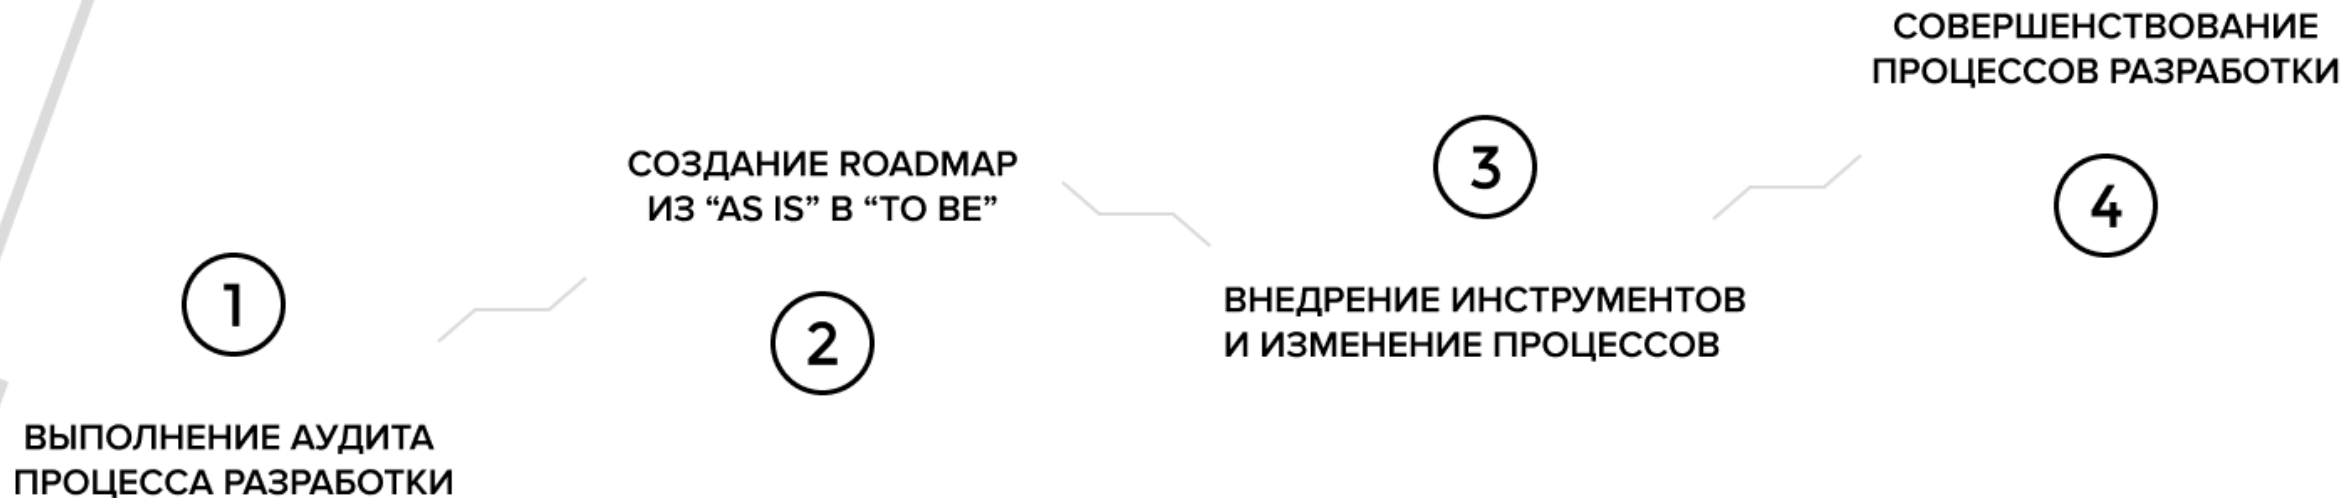 1
ВЫПОЛНЕНИЕ АУДИТА
ПРОЦЕССА РАЗРАБОТКИ
СОЗДАНИЕ ROADMAP
ИЗ “AS IS” В “TO BE”
2
3
ВНЕДРЕНИЕ ИНСТРУМЕНТОВ
И ИЗМЕНЕНИЕ ПРОЦЕССОВ
СОВЕРШЕНСТВОВАНИЕ
ПРОЦЕССОВ РАЗРАБОТКИ
4